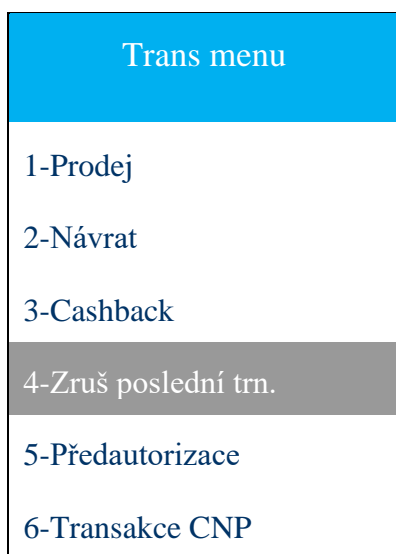 Trans menu
1-Prodej
2-Návrat
3-Cashback
4-Zruš poslední trn.
5-Předautorizace
6-Transakce CNP